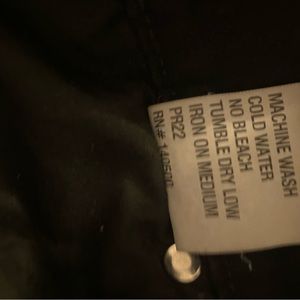 MACHINE WASH
COLD WATER
NO BLEACH
TUMBLE DRY LOW
IRON ON MEDIUM
PR22
RN#